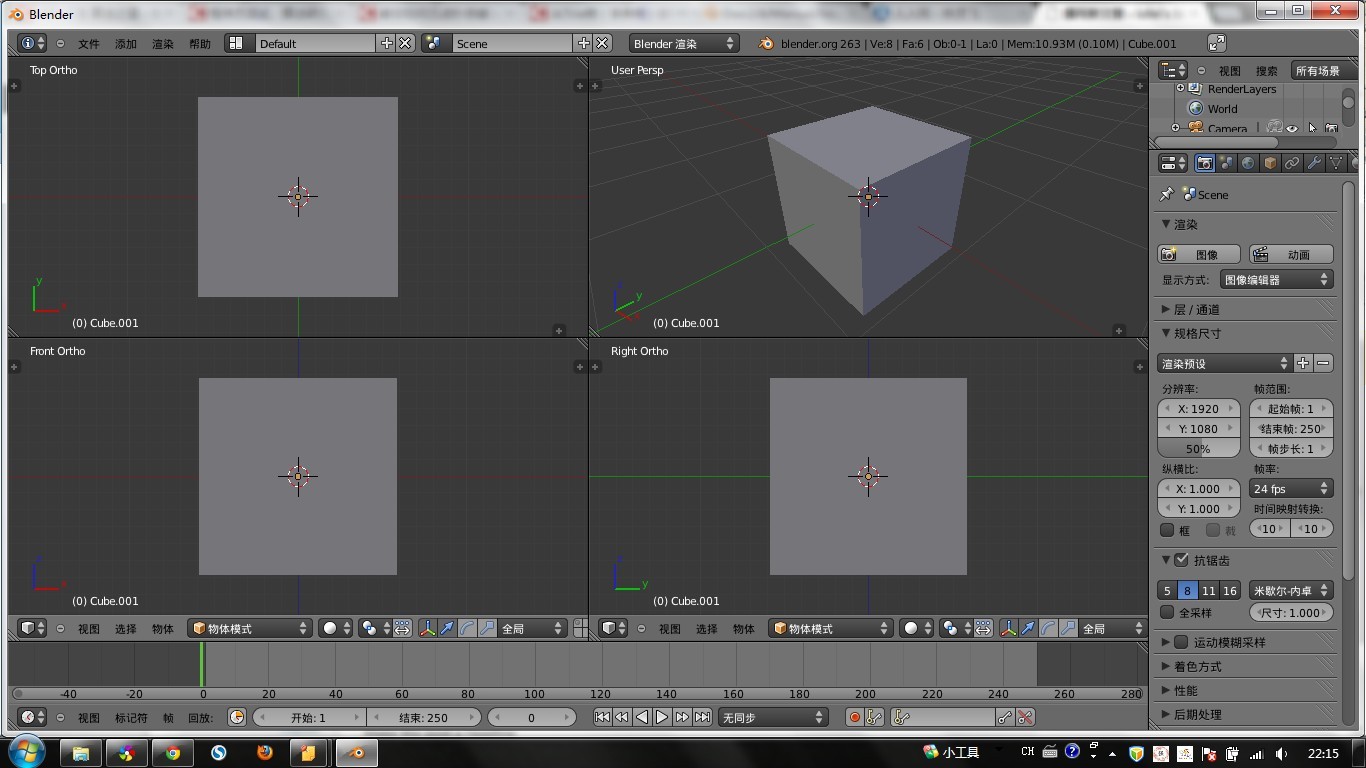 Blender
文件 添加 渲染 帮助 Default Scene Blender 渲染 blender.org 263 | Ve:8 | Fa:6 | Ob:0-1 | La:0 | Mem:10.93M (0.10M) | Cube.001
Top Ortho
y
x
(0) Cube.001
User Persp
z
y
x
(0) Cube.001
Front Ortho
z
x
(0) Cube.001
Right Ortho
z
y
(0) Cube.001
视图 选择 物体 物体模式 全局
视图 选择 物体 物体模式 全局
-40 -20 0 20 40 60 80 100 120 140 160 180 200 220 240 260 280
视图 标记符 帧 回放: 开始: 1 结束: 250 0 无同步
视图 搜索 所有场景
RenderLayers
World
Camera
Scene
渲染
图像 动画
显示方式: 图像编辑器
层 / 通道
规格尺寸
渲染预设
分辨率: 帧范围:
X: 1920 起始帧: 1
Y: 1080 结束帧: 250
50% 帧步长: 1
纵横比: 帧率:
X: 1.000 24 fps
Y: 1.000 时间映射转换:
框 裁 10 10
抗锯齿
5 8 11 16 米歇尔-内卓
全采样 尺寸: 1.000
运动模糊采样
着色方式
性能
后期处理
小工具 CH 22:15